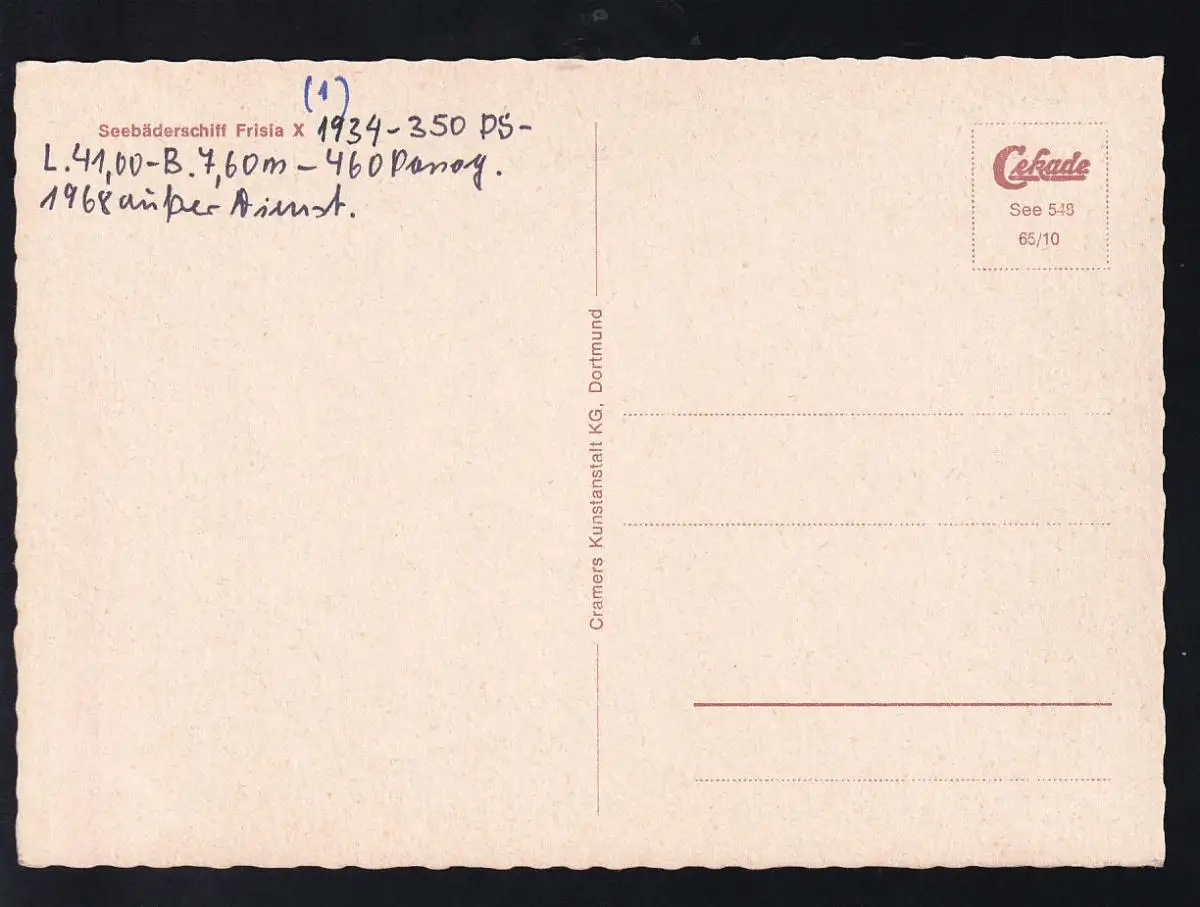 (1)
Seebäderschiff Frisia X 1934 - 350 PS -
L. 41,00 - B. 7,60m - 460 Passag.
1968 außer Dienst.
Cekade
See 548
65/10
Cramers Kunstanstalt KG, Dortmund